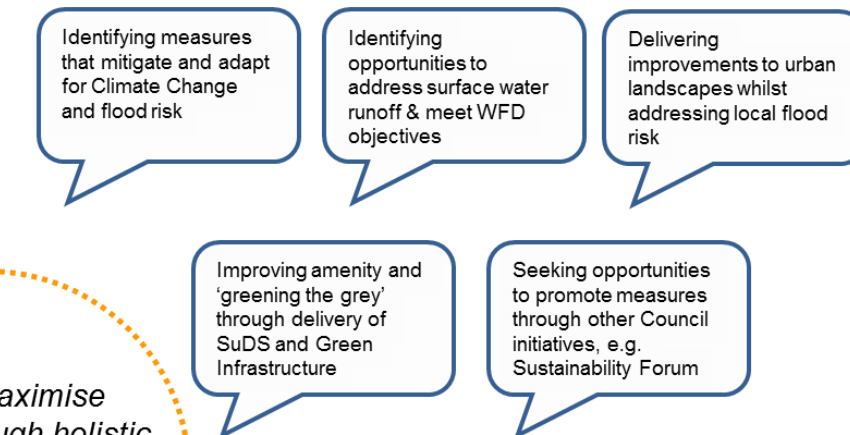 Identifying measures
that mitigate and adapt
for Climate Change
and flood risk
Identifying
opportunities to
address surface water
runoff & meet WFD
objectives
Delivering
improvements to urban
landscapes whilst
addressing local flood
risk
Improving amenity and
‘greening the grey’
through delivery of
SuDS and Green
Infrastructure
Seeking opportunities
to promote measures
through other Council
initiatives, e.g.
Sustainability Forum
holistic